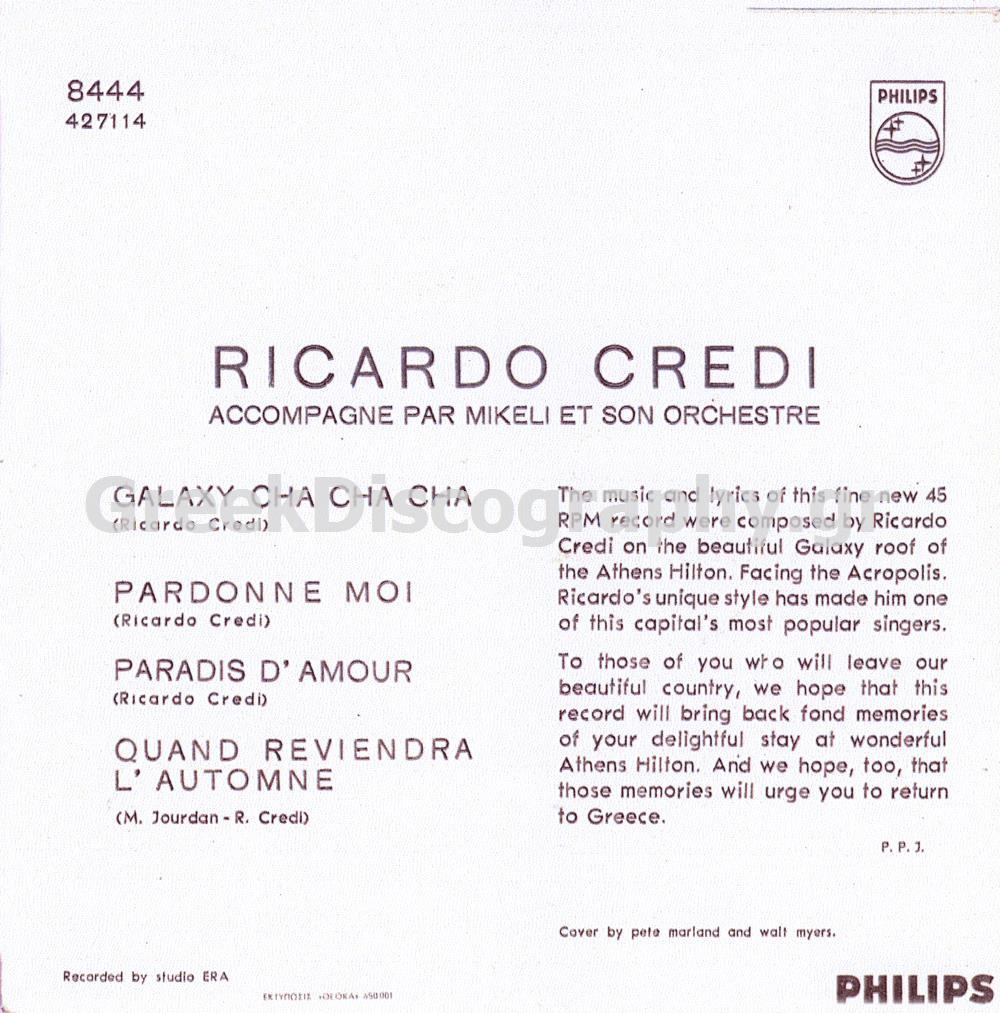 8444
427114
PHILIPS
RICARDO CREDI
ACCOMPAGNE PAR MIKELI ET SON ORCHESTRE
GreekDiscography.gr
GALAXY CHA CHA CHA
(Ricardo Credi)
PARDONNE MOI
(Ricardo Credi)
PARADIS D' AMOUR
(Ricardo Credi)
QUAND REVIENDRA
L' AUTOMNE
(M. Jourdan - R. Credi)
The music and lyrics of this fine new 45
RPM record were composed by Ricardo
Credi on the beautiful Galaxy roof of
the Athens Hilton. Facing the Acropolis.
Ricardo's unique style has made him one
of this capital's most popular singers.
To those of you who will leave our
beautiful country, we hope that this
record will bring back fond memories
of your delightful stay at wonderful
Athens Hilton. And we hope, too, that
those memories will urge you to return
to Greece.
P. P. J.
Cover by pete marland and walt myers.
Recorded by studio ERA
ΕΚΤΥΠΩΣΙΣ
PHILIPS